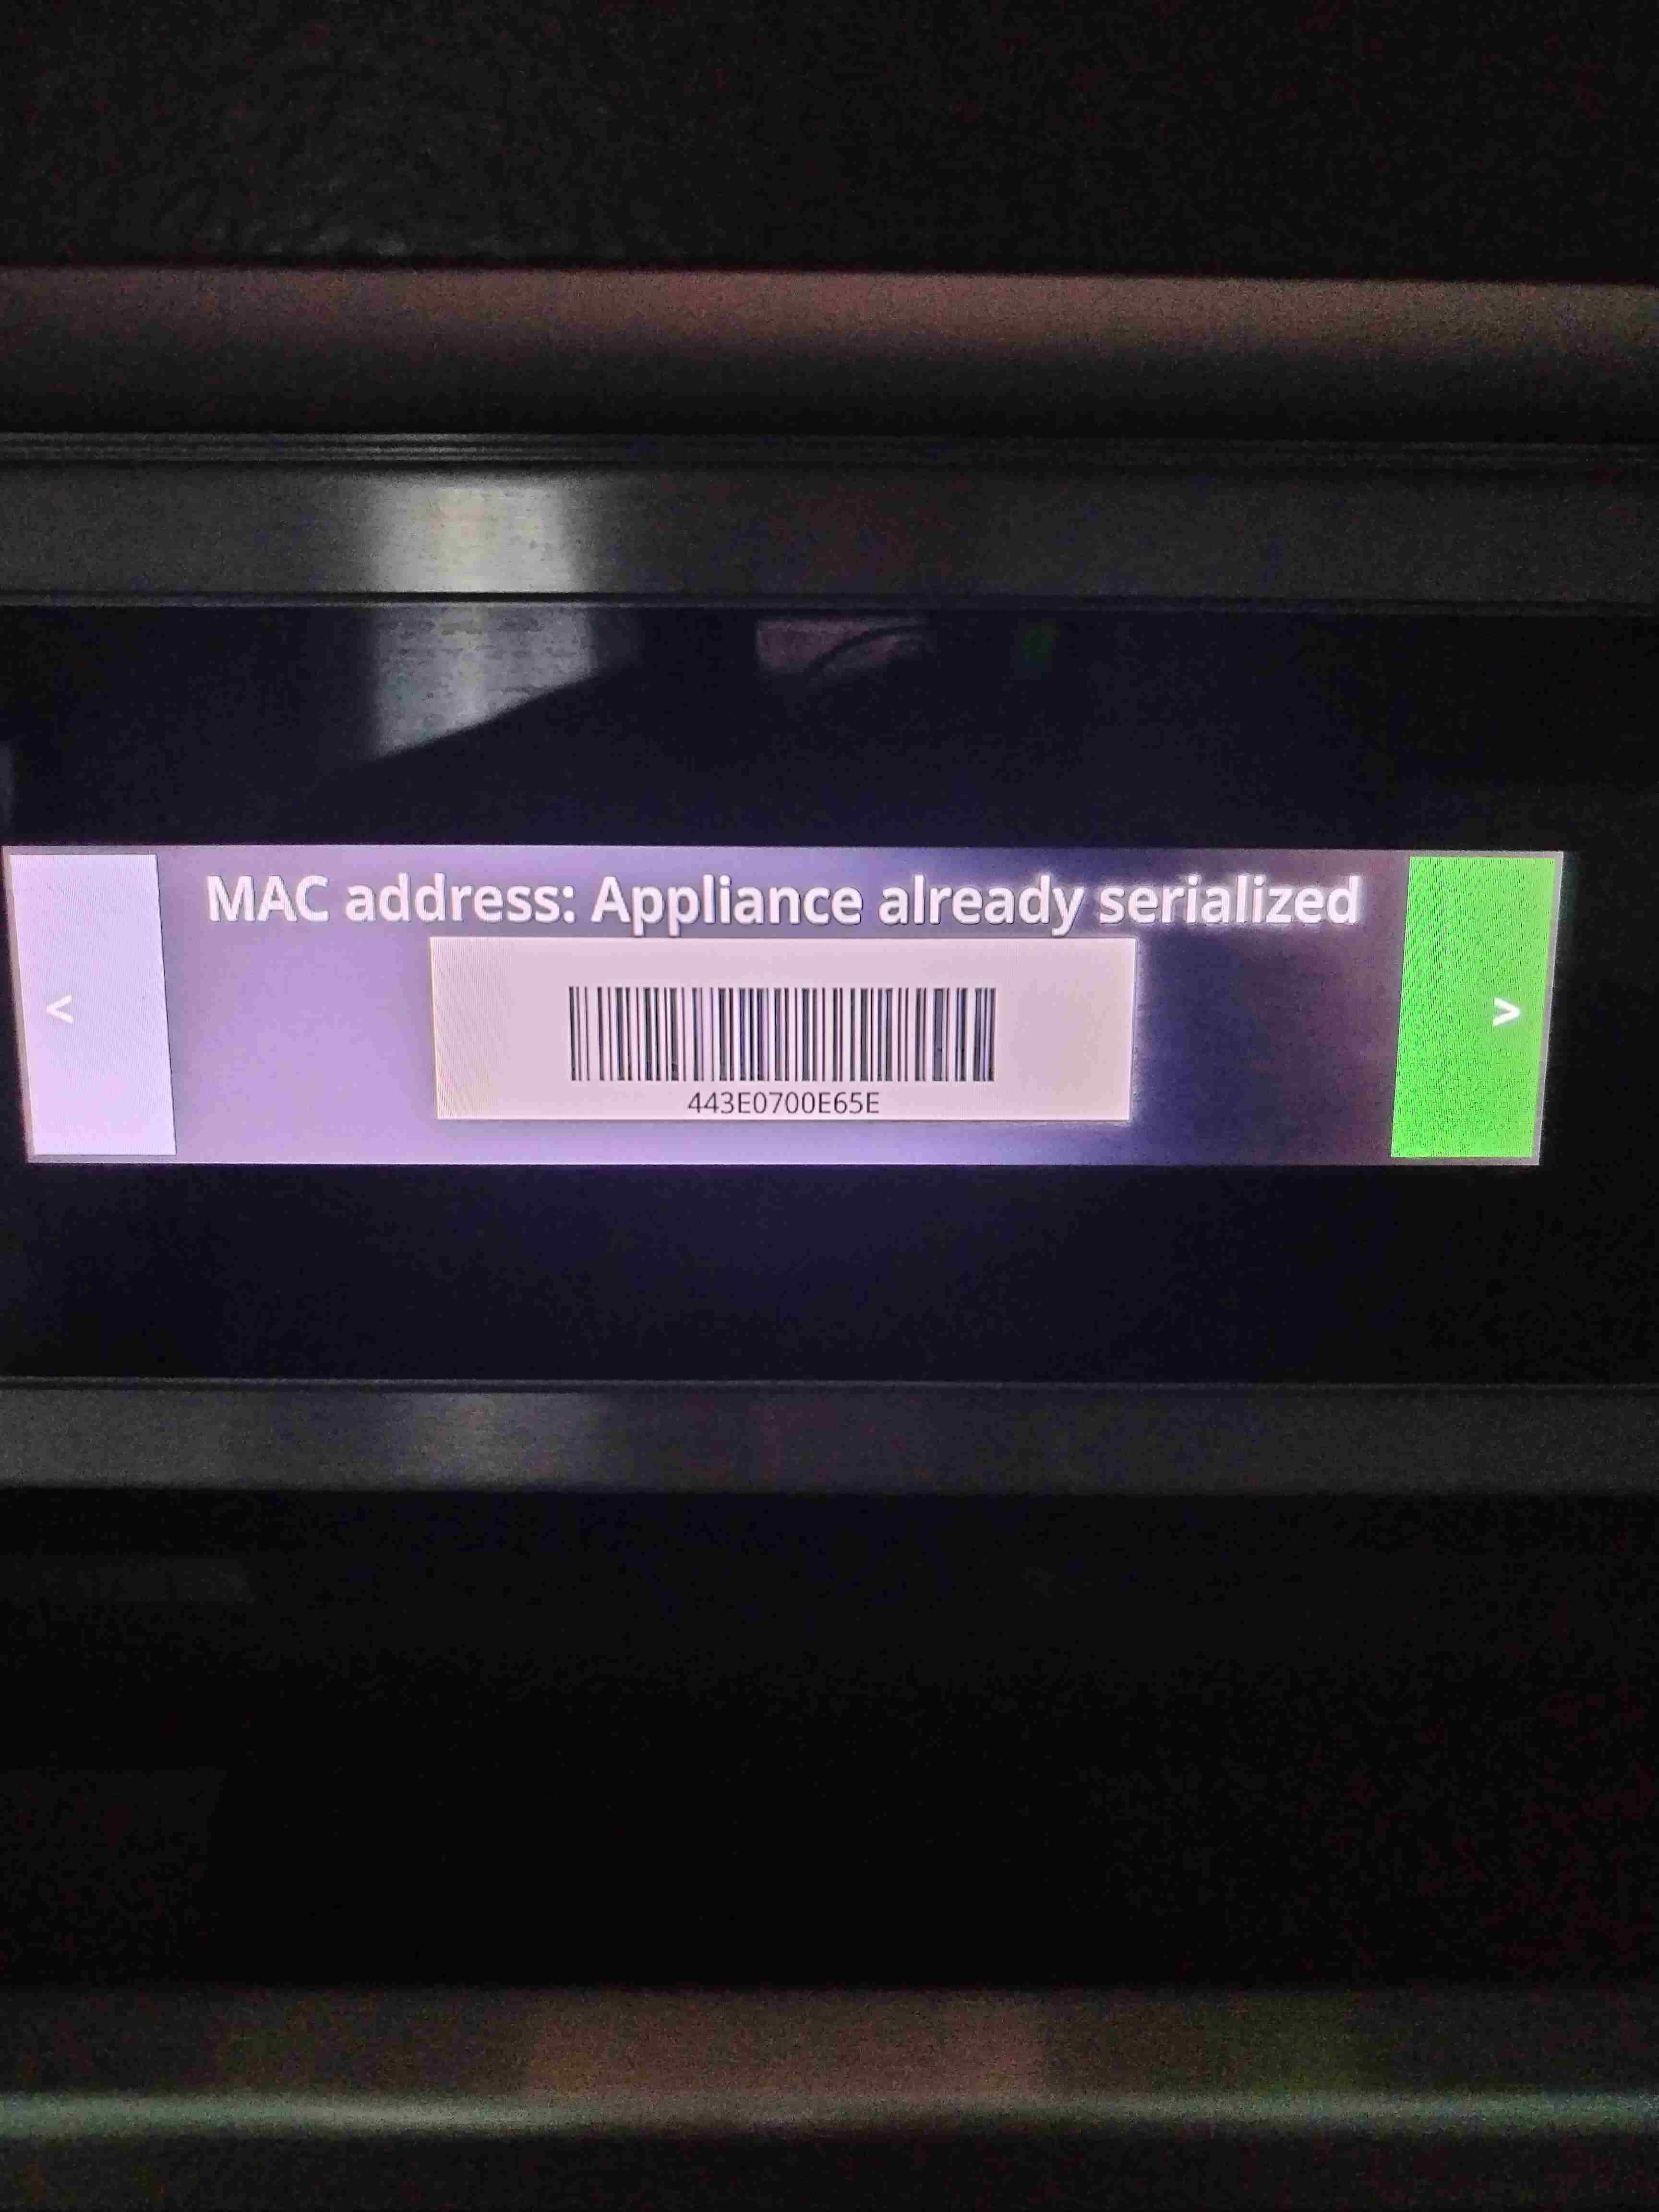 MAC address: Appliance already serialized
<
>
443E0700E65E